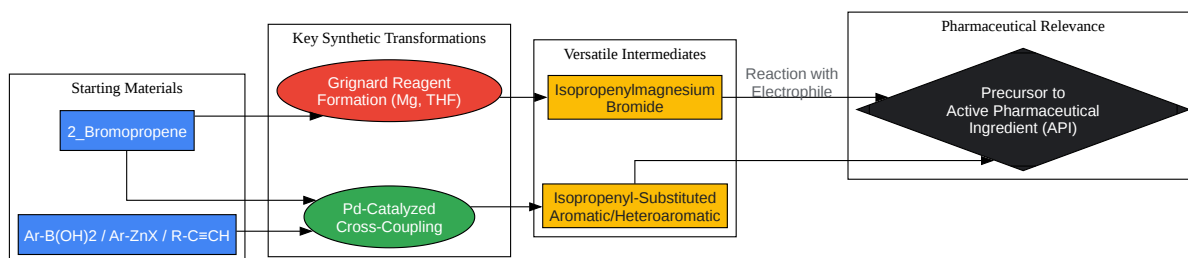 Starting Materials
2_Bromopropene
Ar-B(OH)2 / Ar-ZnX / R-C≡CH
Key Synthetic Transformations
Grignard Reagent
Formation (Mg, THF)
Pd-Catalyzed
Cross-Coupling
Versatile Intermediates
Isopropenylmagnesium
Bromide
Isopropenyl-Substituted
Aromatic/Heteroaromatic
Reaction with
Electrophile
Pharmaceutical Relevance
Precursor to
Active Pharmaceutical
Ingredient (API)